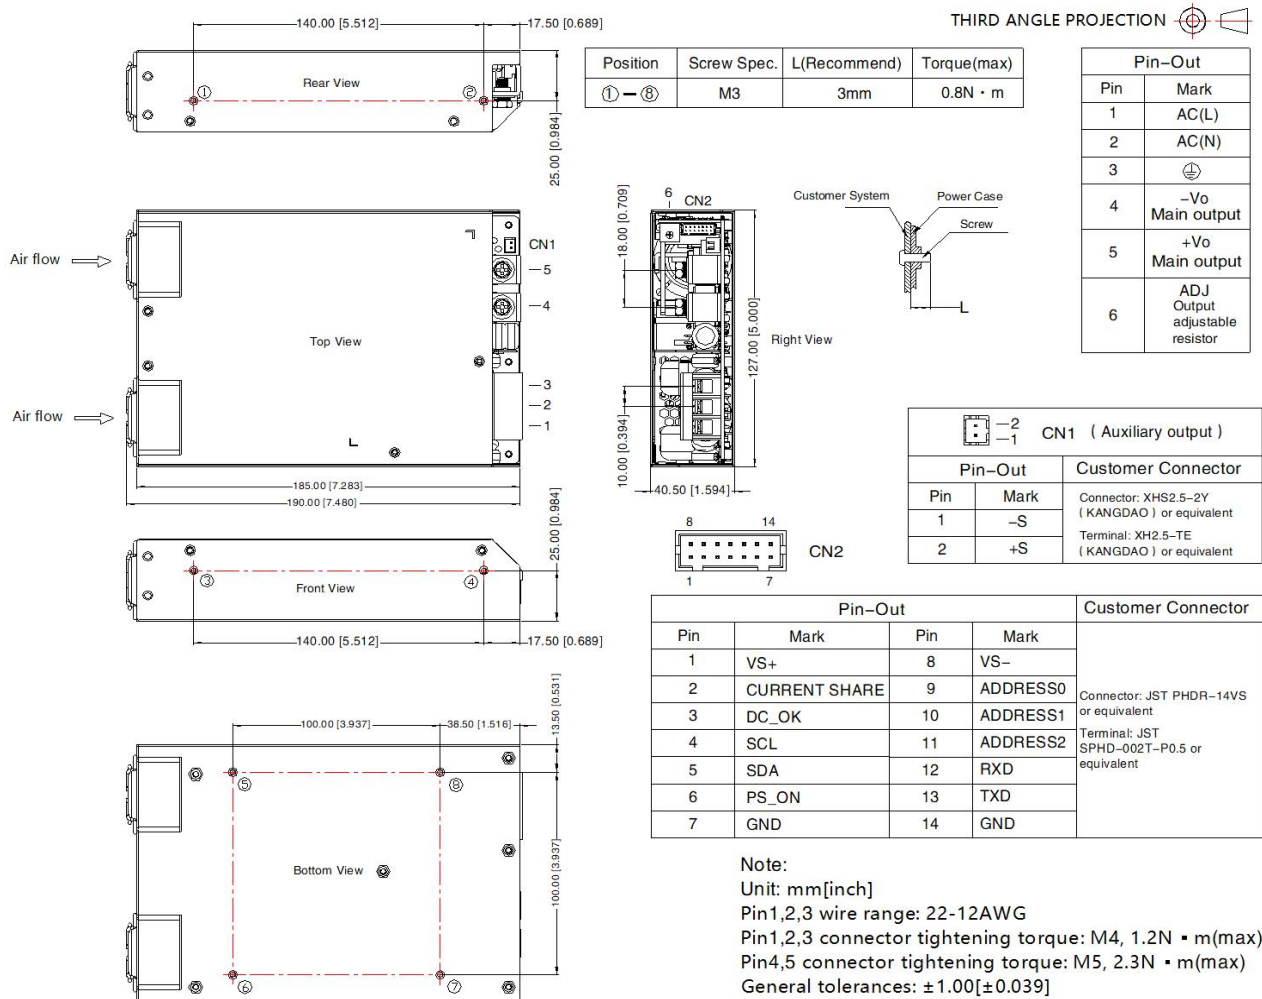 THIRD ANGLE PROJECTION
140.00 [5.512]
17.50 [0.689]
Rear View
①
②
25.00 [0.984]
Position Screw Spec. L(Recommend) Torque(max)
①－⑧ M3 3mm 0.8N・m
Pin-Out
Pin Mark
1 AC(L)
2 AC(N)
3
4 -Vo
Main output
5 +Vo
Main output
6 ADJ
Output
adjustable
resistor
Air flow
Air flow
Top View
CN1
5
4
3
2
1
185.00 [7.283]
190.00 [7.480]
6
CN2
18.00 [0.709]
10.00 [0.394]
127.00 [5.000]
40.50 [1.594]
Right View
Customer System
Power Case
Screw
L
2
1
CN1 ( Auxiliary output )
Pin-Out Customer Connector
Pin Mark
1 -S
2 +S
Connector: XHS2.5-2Y
( KANGDAO ) or equivalent
Terminal: XH2.5-TE
( KANGDAO ) or equivalent
25.00 [0.984]
Front View
③
④
140.00 [5.512]
17.50 [0.689]
8 14
CN2
1 7
Pin-Out Customer Connector
Pin Mark Pin Mark
1 VS+ 8 VS-
2 CURRENT SHARE 9 ADDRESS0
3 DC_OK 10 ADDRESS1
4 SCL 11 ADDRESS2
5 SDA 12 RXD
6 PS_ON 13 TXD
7 GND 14 GND
Connector: JST PHDR-14VS
or equivalent
Terminal: JST
SPHD-002T-P0.5 or
equivalent
100.00 [3.937]
38.50 [1.516]
13.50 [0.531]
⑤
⑧
Bottom View
100.00 [3.937]
⑥
⑦
Note:
Unit: mm[inch]
Pin1,2,3 wire range: 22-12AWG
Pin1,2,3 connector tightening torque: M4, 1.2N▪m(max)
Pin4,5 connector tightening torque: M5, 2.3N▪m(max)
General tolerances: ±1.00[±0.039]